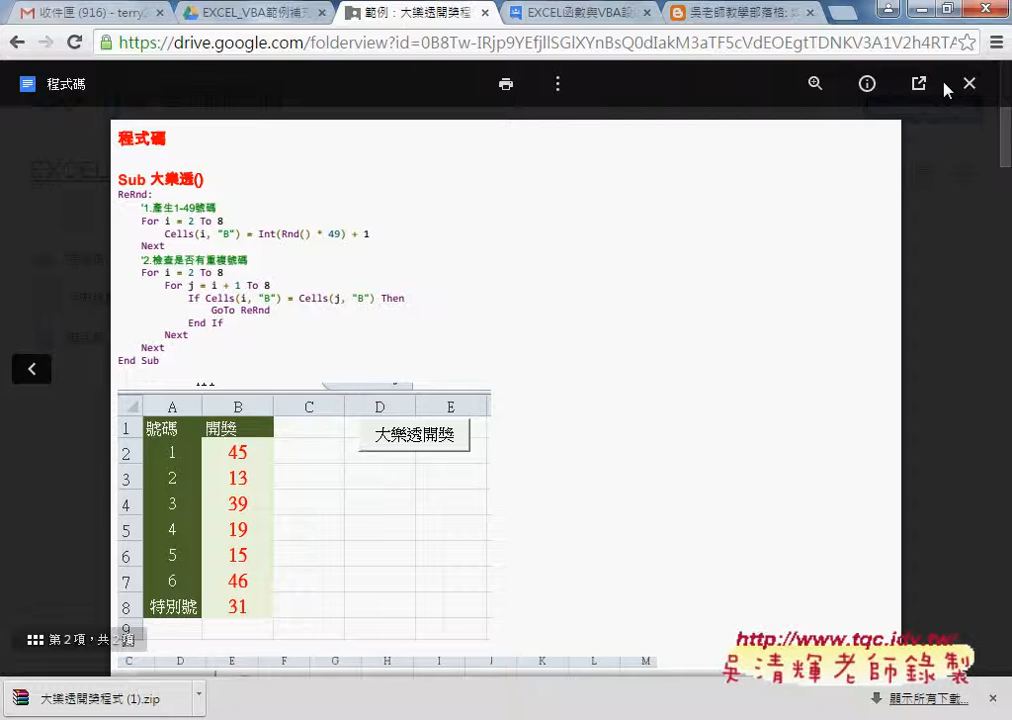 收件匣 (916) - terry
EXCEL_VBA範例補充
範例：大樂透開獎程
EXCEL函數與VBA設
吳老師教學部落格:
https://drive.google.com/folderview?id=0B8Tw-IRjp9YEfjllSGlXYnBsQ0dIakM3aTF5cVdEOEgtTDNKV3A1V2h4RTA
程式碼
程式碼
Sub 大樂透()
ReRnd:
'1.產生1-49號碼
For i = 2 To 8
Cells(i, "B") = Int(Rnd() * 49) + 1
Next
'2.檢查是否有重複號碼
For i = 2 To 8
For j = i + 1 To 8
If Cells(i, "B") = Cells(j, "B") Then
GoTo ReRnd
End If
Next
Next
End Sub
A B C D E
1 號碼 開獎 大樂透開獎
2 1 45
3 2 13
4 3 39
5 4 19
6 5 15
7 6 46
8 特別號 31
9
第 2 項，共 2 項
C D E F G H I J K L M
http://www.tqc.idv.tw/
吳清輝老師錄製
大樂透開獎程式 (1).zip
顯示所有下載...